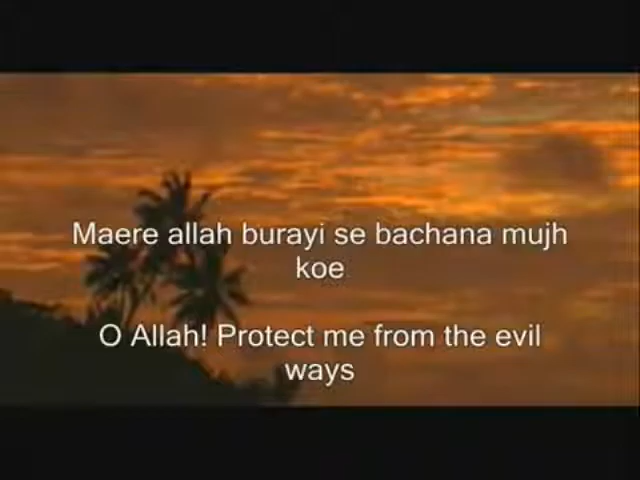 Maere allah burayi se bachana mujh
koe
O Allah! Protect me from the evil
ways